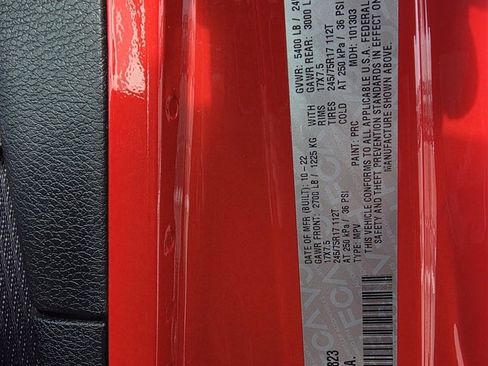 DATE OF MFR (BUILT): 10-22 GVWR: 5400 LB / 24
GAWR FRONT: 2700 LB / 1225 KG WITH GAWR REAR: 3000 L
17X7.5 RIMS 17X7.5
245/75R17 112T TIRES 245/75R17 112T
AT 250 kPa / 36 PSI COLD AT 250 kPa / 36 PSI
TYPE: MPV PAINT: PRC MDH: 101303
THIS VEHICLE CONFORMS TO ALL APPLICABLE U.S.A. FEDERAL
SAFETY AND THEFT PREVENTION STANDARDS IN EFFECT ON
MANUFACTURE SHOWN ABOVE.
823
A.